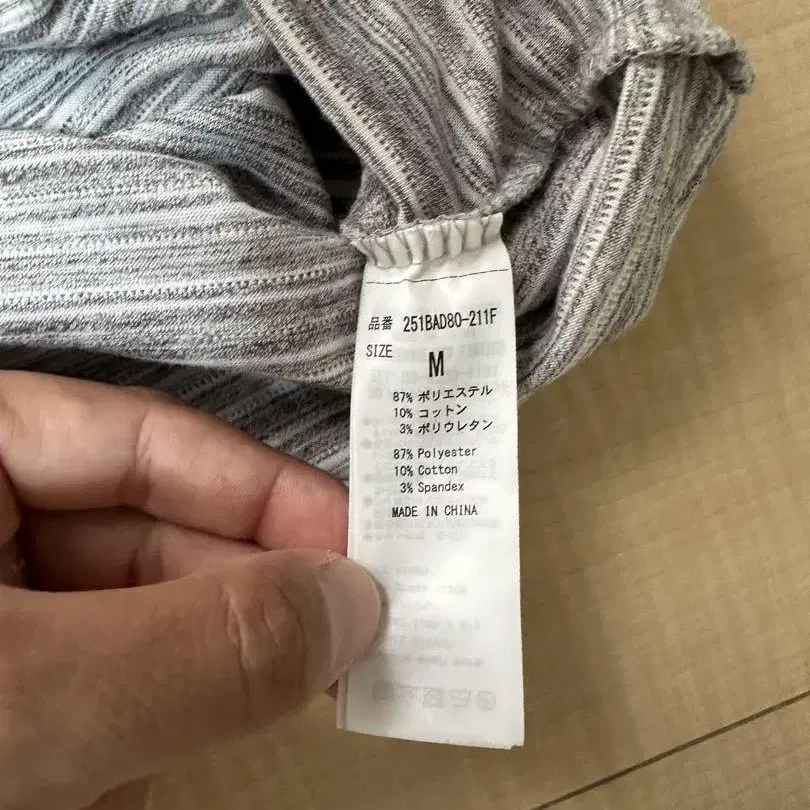 品番 251BAD80-211F
SIZE M
87% ポリエステル
10% コットン
3% ポリウレタン
87% Polyester
10% Cotton
3% Spandex
MADE IN CHINA